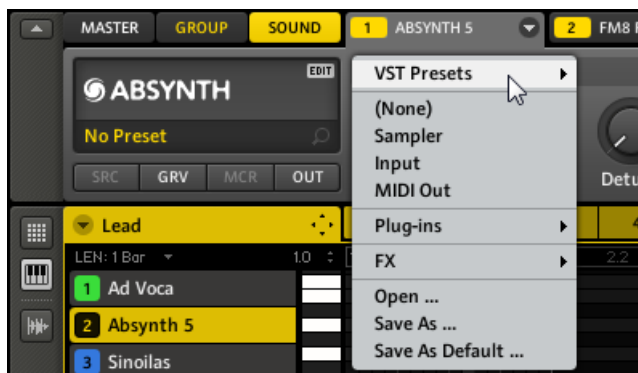 MASTER GROUP SOUND 1 ABSYNTH 5 2 FM8
EDIT
ABSYNTH
No Preset
SRC GRV MCR OUT
VST Presets
(None)
Sampler
Input
MIDI Out
Plug-ins
FX
Open ...
Save As ...
Save As Default ...
Detu
Lead 4
LEN: 1 Bar 1.0 2.2
1 Ad Voca
2 Absynth 5
3 Sinoilas